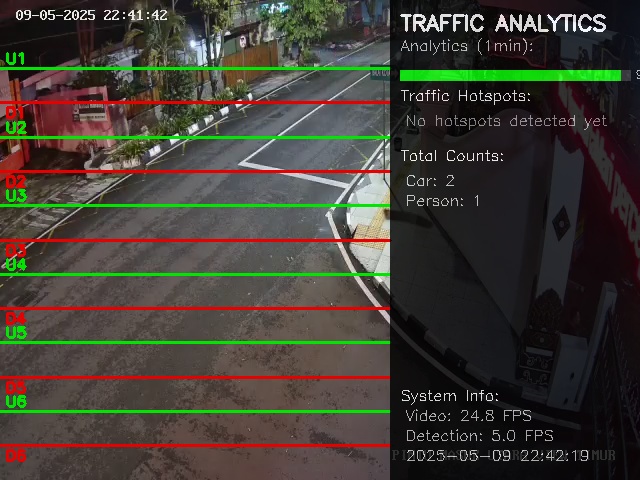 09-05-2025 22:41:42
TRAFFIC ANALYTICS
Analytics (1min):
Traffic Hotspots:
No hotspots detected yet
Total Counts:
Car: 2
Person: 1
U1
D1
U2
D2
U3
D3
U4
D4
U5
D5
U6
D6
System Info:
Video: 24.8 FPS
Detection: 5.0 FPS
2025-05-09 22:42:19